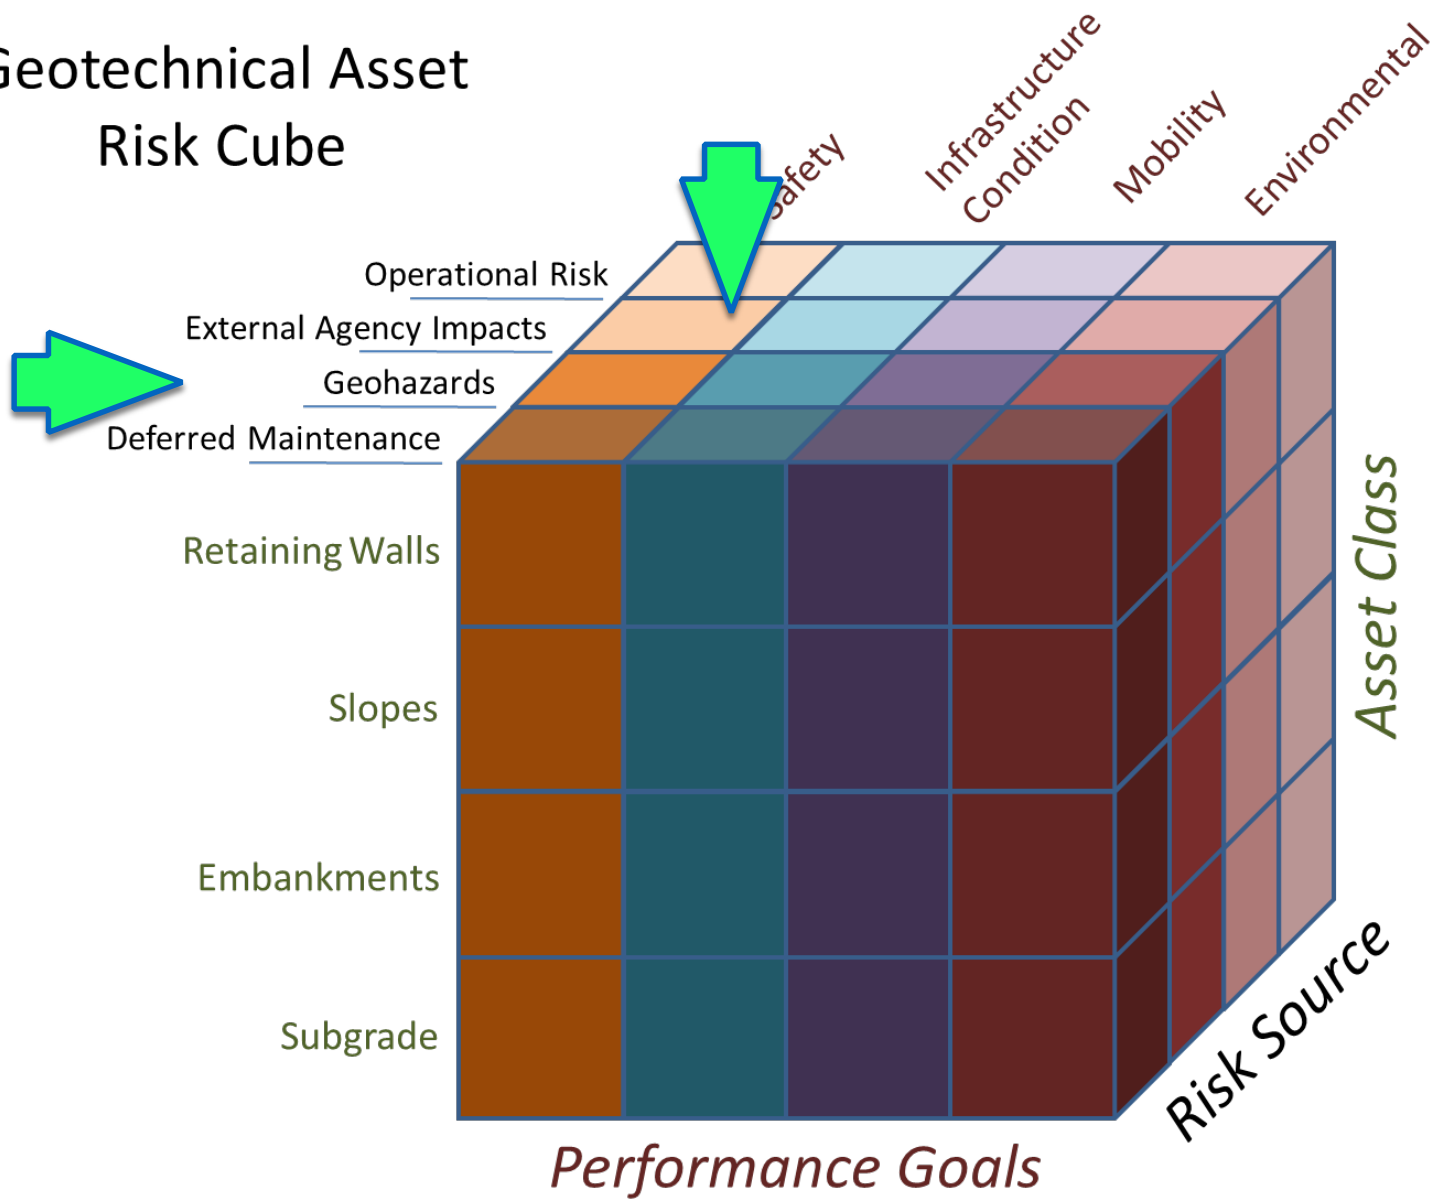 Geotechnical Asset
Risk Cube
Safety
Infrastructure
Condition
Mobility
Environmental
Operational Risk
External Agency Impacts
Geohazards
Deferred Maintenance
Retaining Walls
Slopes
Embankments
Subgrade
Asset Class
Risk Source
Performance Goals